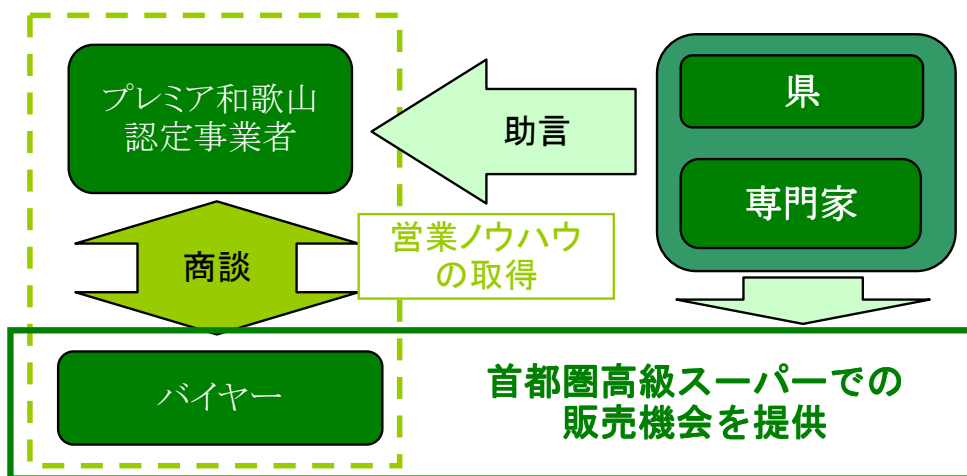 プレミア和歌山
認定事業者
助言
県
専門家
商談
営業ノウハウ
の取得
バイヤー
首都圏高級スーパーでの
販売機会を提供